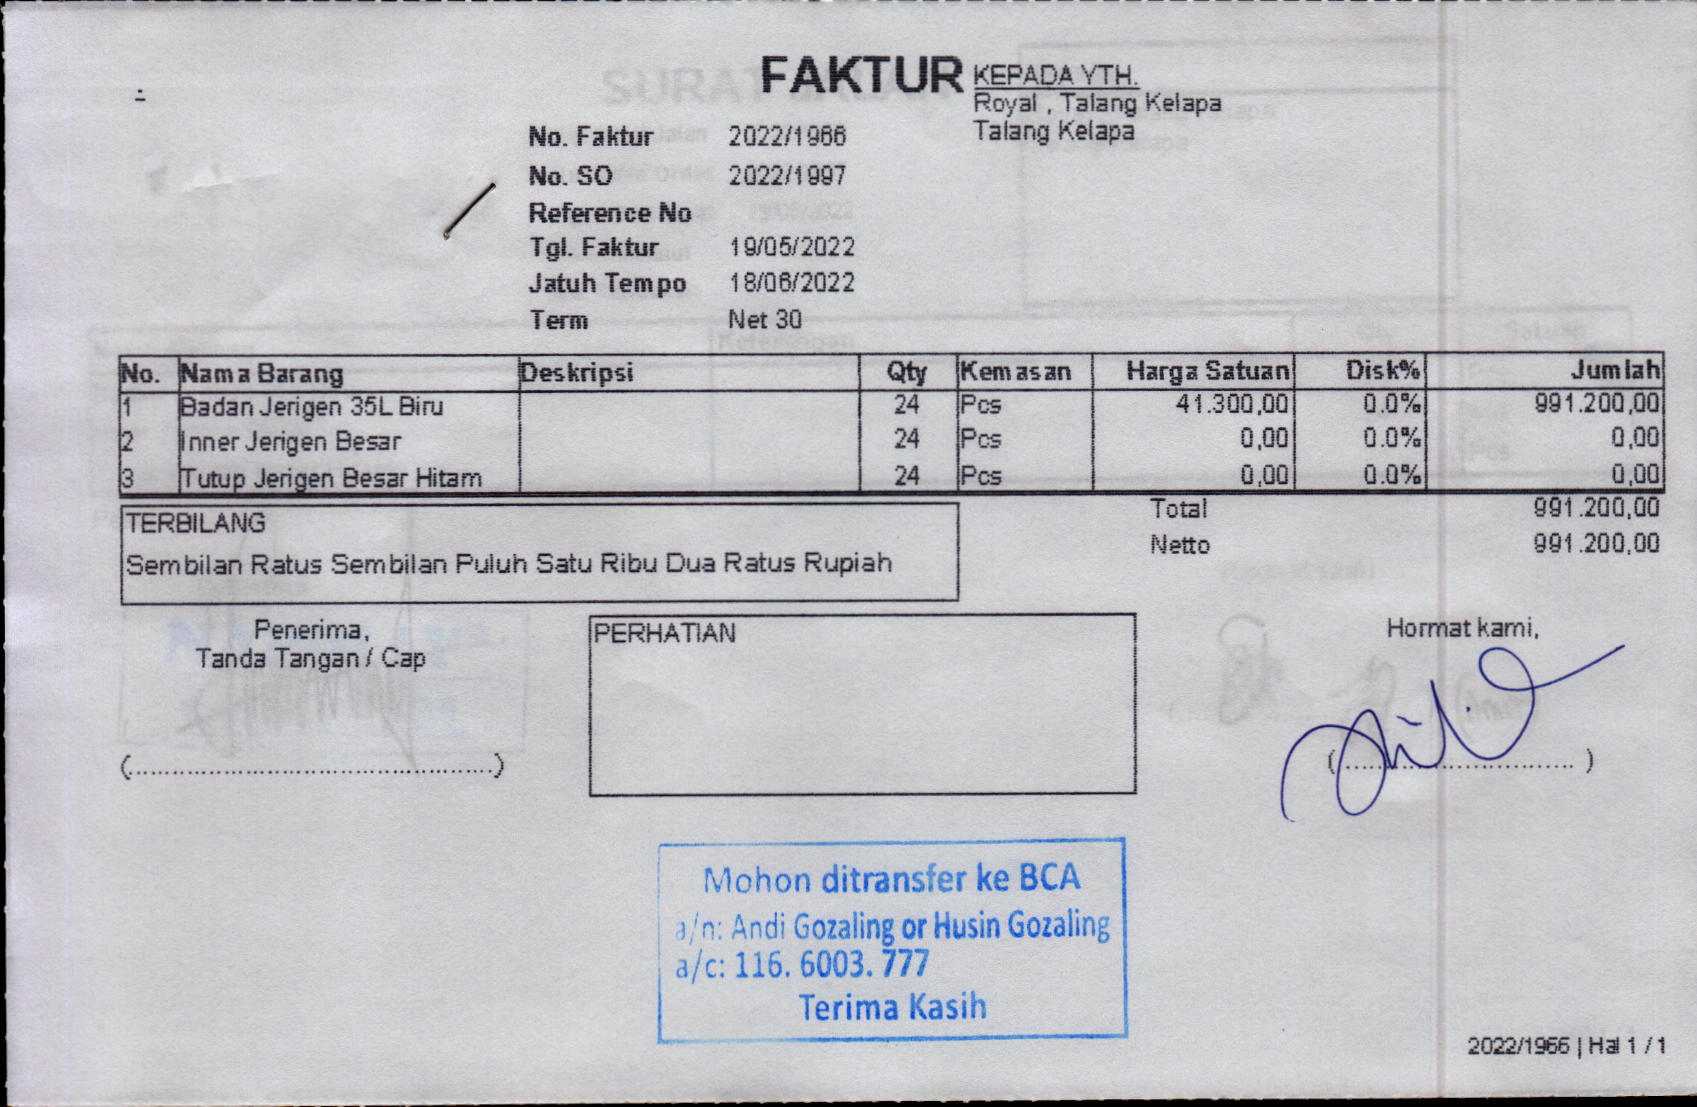 FAKTUR
KEPADA YTH.
Royal , Talang Kelapa
Talang Kelapa
No. Faktur 2022/1966
No. SO 2022/1997
Reference No
Tgl. Faktur 19/05/2022
Jatuh Tempo 18/06/2022
Term Net 30
No. Nama Barang Deskripsi Qty Kemasan Harga Satuan Disk% Jumlah
1 Badan Jerigen 35L Biru 24 Pcs 41.300,00 0.0% 991.200,00
2 Inner Jerigen Besar 24 Pcs 0,00 0.0% 0,00
3 Tutup Jerigen Besar Hitam 24 Pcs 0,00 0.0% 0,00
Total 991.200,00
Netto 991.200,00
TERBILANG
Sembilan Ratus Sembilan Puluh Satu Ribu Dua Ratus Rupiah
Penerima,
Tanda Tangan / Cap
(...............................................)
PERHATIAN
Hormat kami,
(.............................. )
Mohon ditransfer ke BCA
a/n: Andi Gozaling or Husin Gozaling
a/c: 116. 6003. 777
Terima Kasih
2022/1966 | Hal 1 / 1